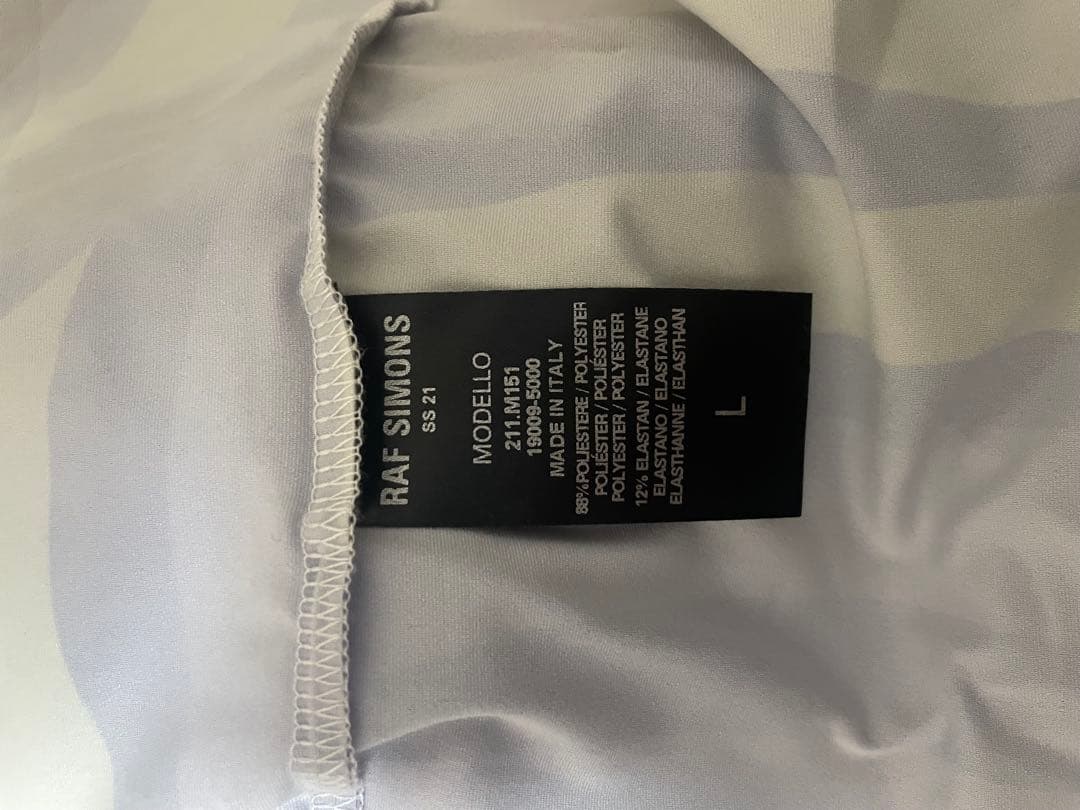 RAF SIMONS
SS 21
MODELLO
211.M151
19009-5000
MADE IN ITALY
88%POLIESTERE / POLYESTER
POLIÉSTER / POLIÉSTER
POLYESTER / POLYESTER
12% ELASTAN / ELASTANE
ELASTANO / ELASTANO
ELASTHANNE / ELASTHAN
L